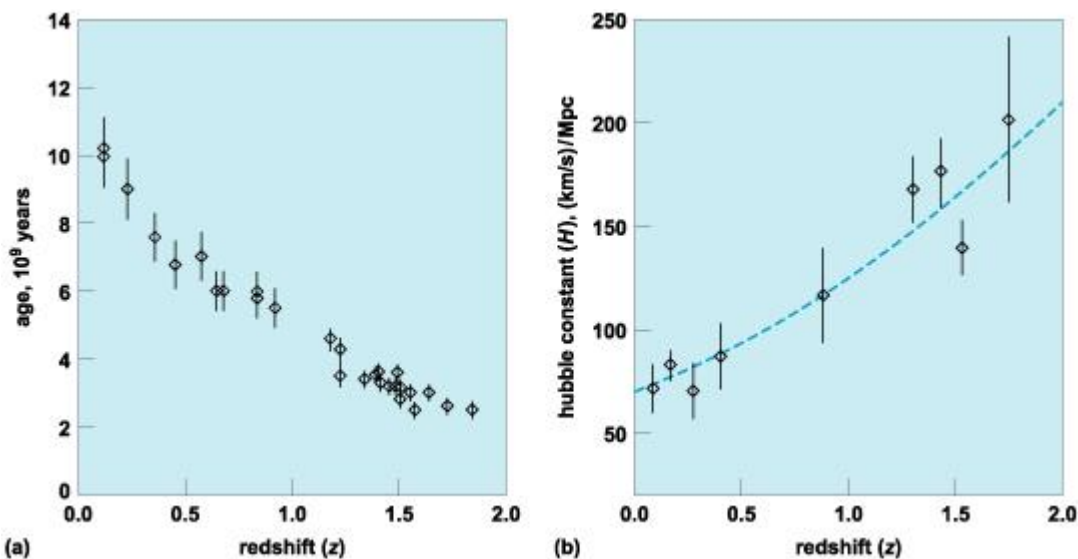 14
12
10
8
6
4
2
0
0.0 0.5 1.0 1.5 2.0
age, 10⁹ years
redshift (z)
(a)
250
200
150
100
50
0.0 0.5 1.0 1.5 2.0
hubble constant (H), (km/s)/Mpc
redshift (z)
(b)